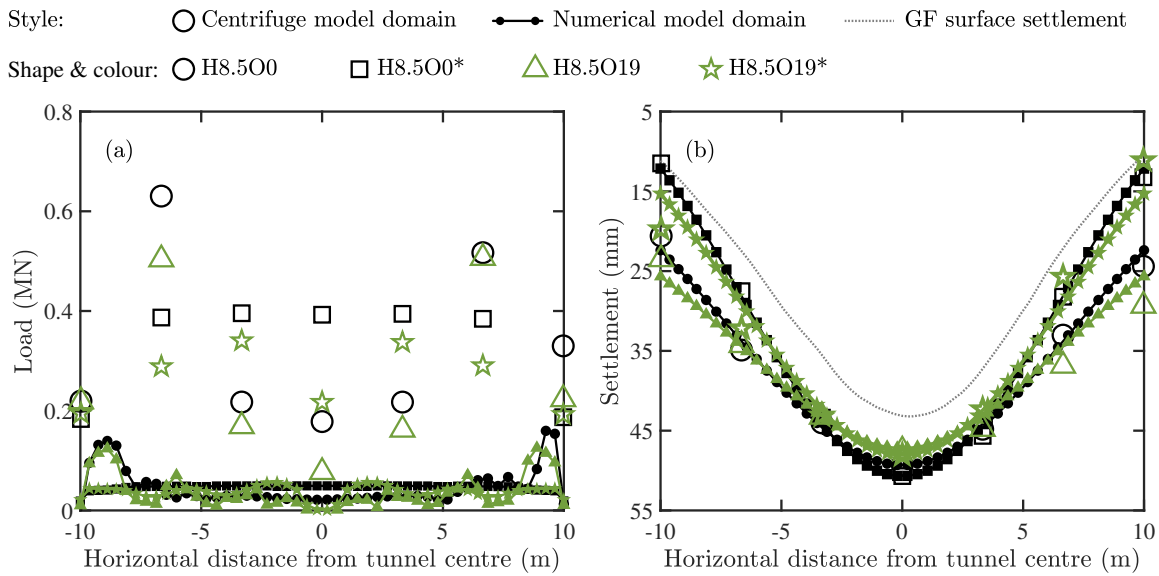 Style: Centrifuge model domain Numerical model domain GF surface settlement
Shape & colour: H8.5O0 H8.5O0* H8.5O19 H8.5O19*
(a)
Load (MN)
0.8
0.6
0.4
0.2
0
-10 -5 0 5 10
Horizontal distance from tunnel centre (m)
(b)
Settlement (mm)
5
15
25
35
45
55
-10 -5 0 5 10
Horizontal distance from tunnel centre (m)